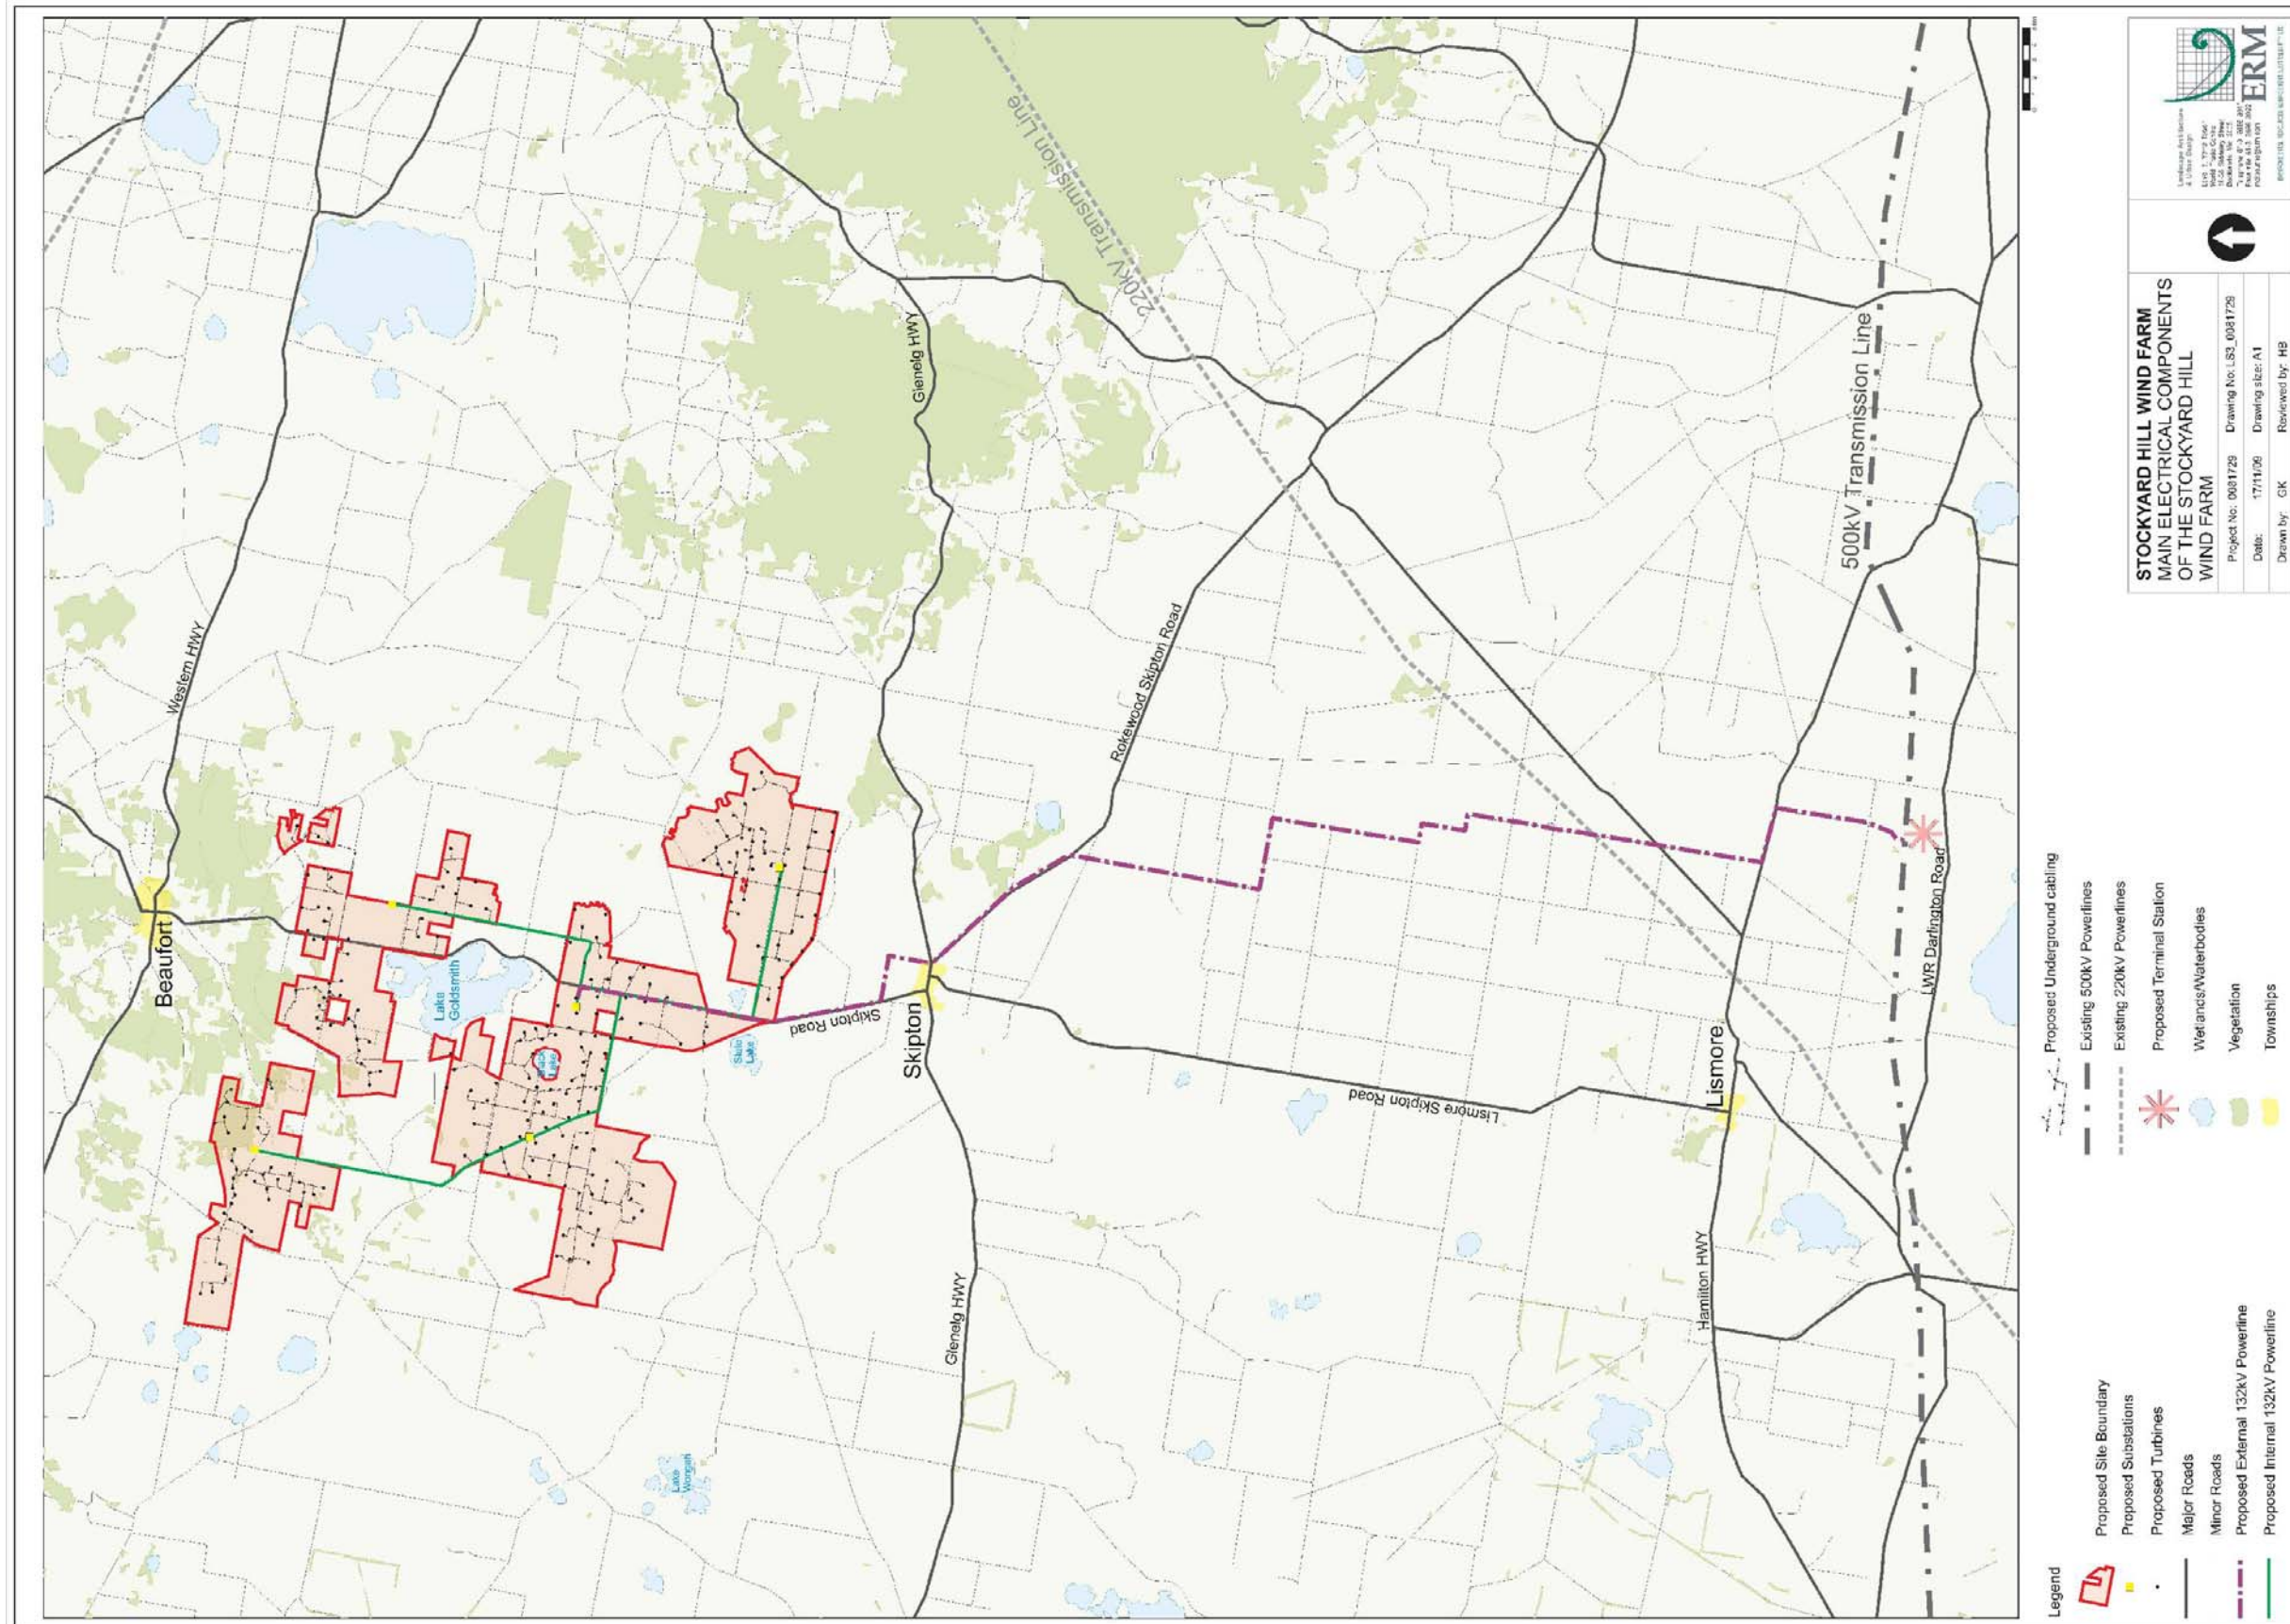 Beaufort
Western HWY
Lake
Goldsmith
Lake
Skipton Road
Skipton
Glenelg HWY
Glenelg HWY
Lake
Wongan
Rokewood Skipton Road
Lismore Skipton Road
Lismore
Hamilton HWY
LWR Darlington Road
220kV Transmission Line
500kV Transmission Line
Legend
Proposed Site Boundary
Proposed Substations
Proposed Turbines
Major Roads
Minor Roads
Proposed External 132kV Powerline
Proposed Internal 132kV Powerline
Proposed Underground cabling
Existing 500kV Powerlines
Existing 220kV Powerlines
Proposed Terminal Station
Wetlands/Waterbodies
Vegetation
Townships
STOCKYARD HILL WIND FARM
MAIN ELECTRICAL COMPONENTS
OF THE STOCKYARD HILL
WIND FARM
Project No: 0081729 Drawing No: LS3_0081729
Date: 17/11/09 Drawing size: A1
Drawn by: GK Reviewed by: HB
Landscape Architecture
& Urban Design
ERM